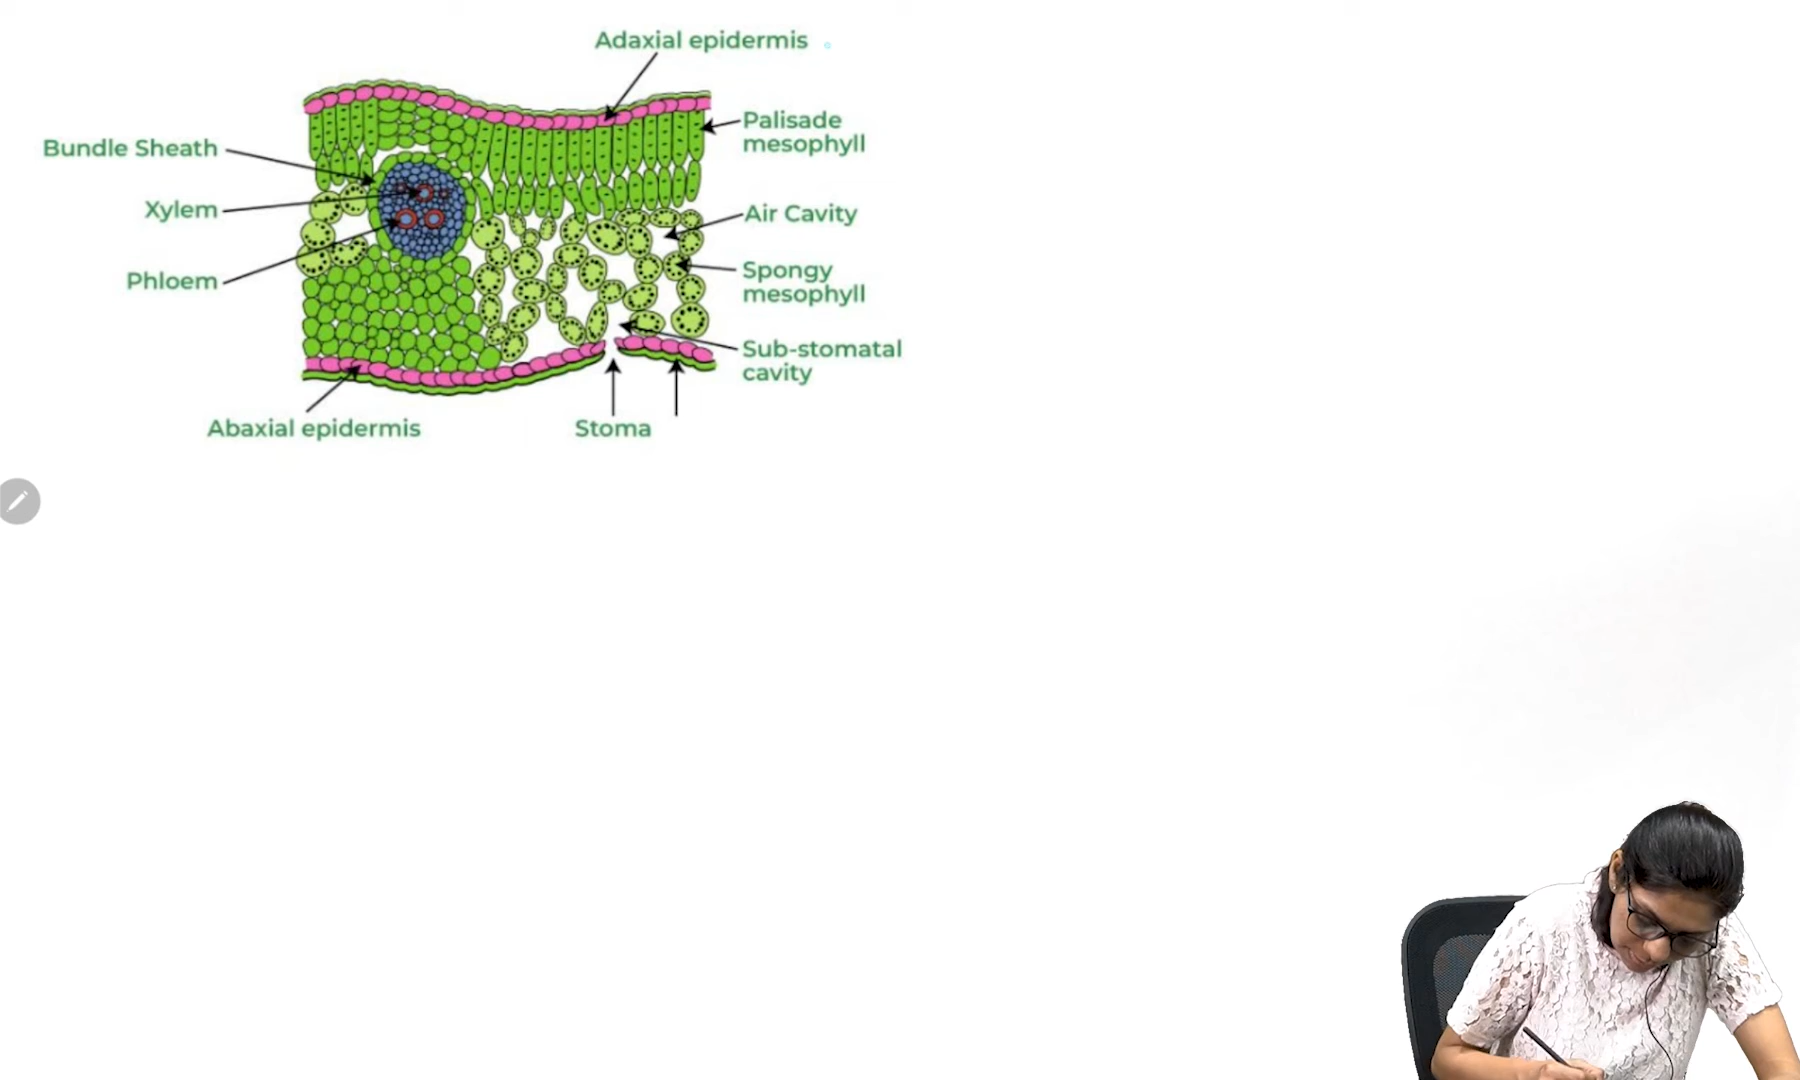 Adaxial epidermis
Palisade
mesophyll
Bundle Sheath
Xylem
Air Cavity
Phloem
Spongy
mesophyll
Sub-stomatal
cavity
Abaxial epidermis
Stoma